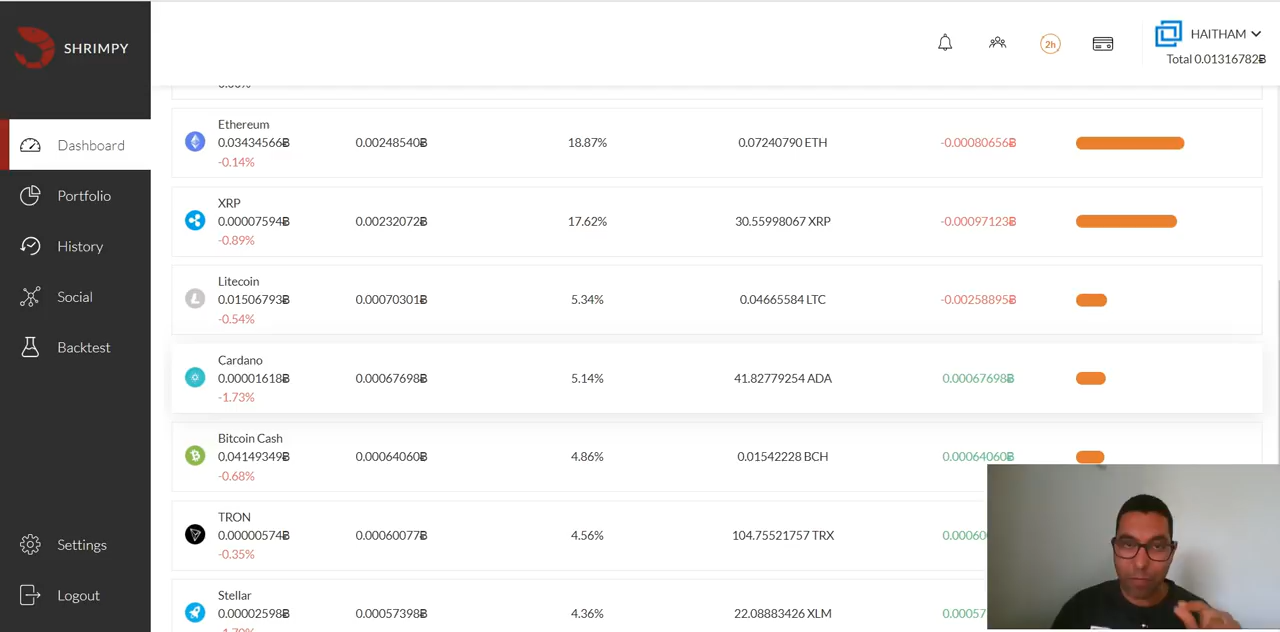 SHRIMPY
HAITHAM
2h
Total 0.01316782Ƀ
Dashboard
Portfolio
History
Social
Backtest
Settings
Logout
Ethereum
0.03434566Ƀ 0.00248540Ƀ 18.87% 0.07240790 ETH -0.00080656Ƀ
-0.14%
XRP
0.00007594Ƀ 0.00232072Ƀ 17.62% 30.55998067 XRP -0.00097123Ƀ
-0.89%
Litecoin
0.01506793Ƀ 0.00070301Ƀ 5.34% 0.04665584 LTC -0.00258895Ƀ
-0.54%
Cardano
0.00001618Ƀ 0.00067698Ƀ 5.14% 41.82779254 ADA 0.00067698Ƀ
-1.73%
Bitcoin Cash
0.04149349Ƀ 0.00064060Ƀ 4.86% 0.01542228 BCH 0.00064060Ƀ
-0.68%
TRON
0.00000574Ƀ 0.00060077Ƀ 4.56% 104.75521757 TRX 0.00060
-0.35%
Stellar
0.00002598Ƀ 0.00057398Ƀ 4.36% 22.08883426 XLM 0.00057